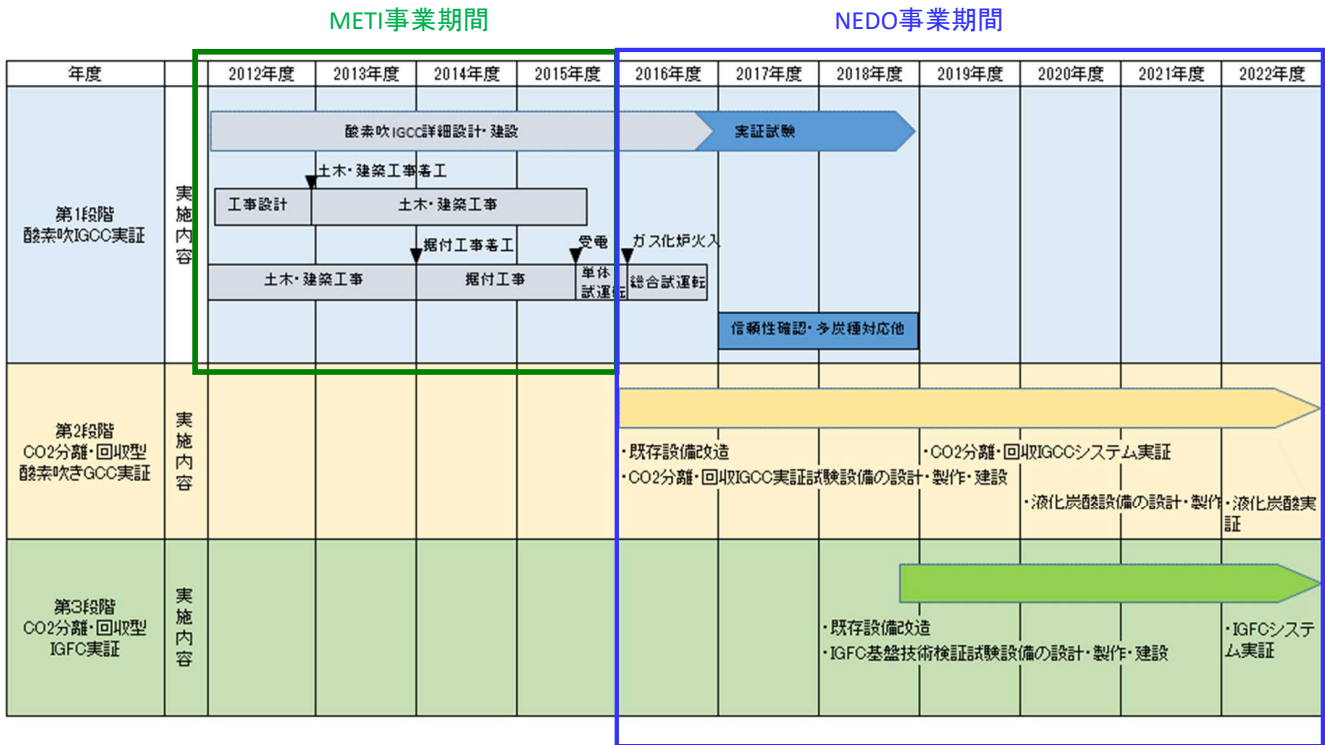 METI事業期間
NEDO事業期間
年度
2012年度
2013年度
2014年度
2015年度
2016年度
2017年度
2018年度
2019年度
2020年度
2021年度
2022年度
第1段階
酸素吹IGCC実証
実施内容
酸素吹IGCC詳細設計・建設
実証試験
土木・建築工事着工
工事設計
土木・建築工事
据付工事着工
受電
ガス化炉火入
土木・建築工事
据付工事
単体
試運転
総合試運転
信頼性確認・多炭種対応他
第2段階
CO2分離・回収型
酸素吹きGCC実証
実施内容
・既存設備改造
・CO2分離・回収IGCC実証試験設備の設計・製作・建設
・CO2分離・回収IGCCシステム実証
・液化炭酸設備の設計・製作
・液化炭酸実
証
第3段階
CO2分離・回収型
IGFC実証
実施内容
・既存設備改造
・IGFC基盤技術検証試験設備の設計・製作・建設
・IGFCシステ
ム実証